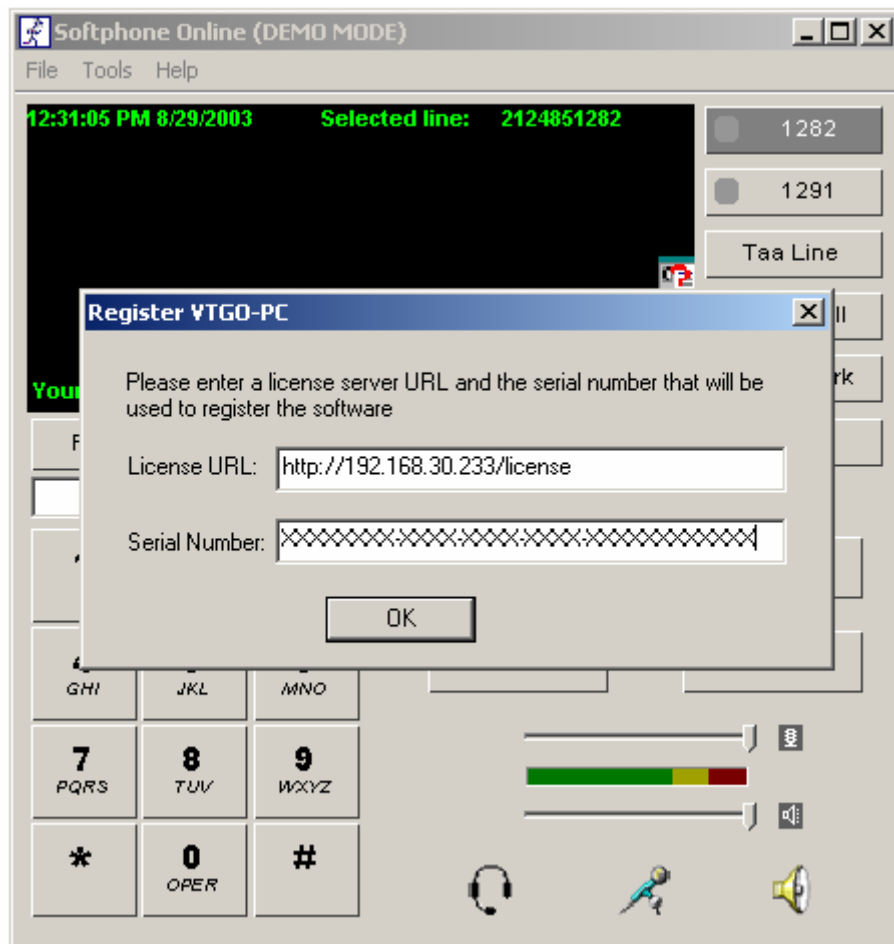 Softphone Online (DEMO MODE)
File Tools Help
12:31:05 PM 8/29/2003 Selected line: 2124851282
1282
1291
Taa Line
Register VTGO-PC
Please enter a license server URL and the serial number that will be
used to register the software
License URL: http://192.168.30.233/license
Serial Number: XXXXXXXX-XXXX-XXXX-XXXX-XXXXXXXXXXXX
OK
GHI JKL MNO
7 8 9
PQRS TUV WXYZ
* 0 #
OPER